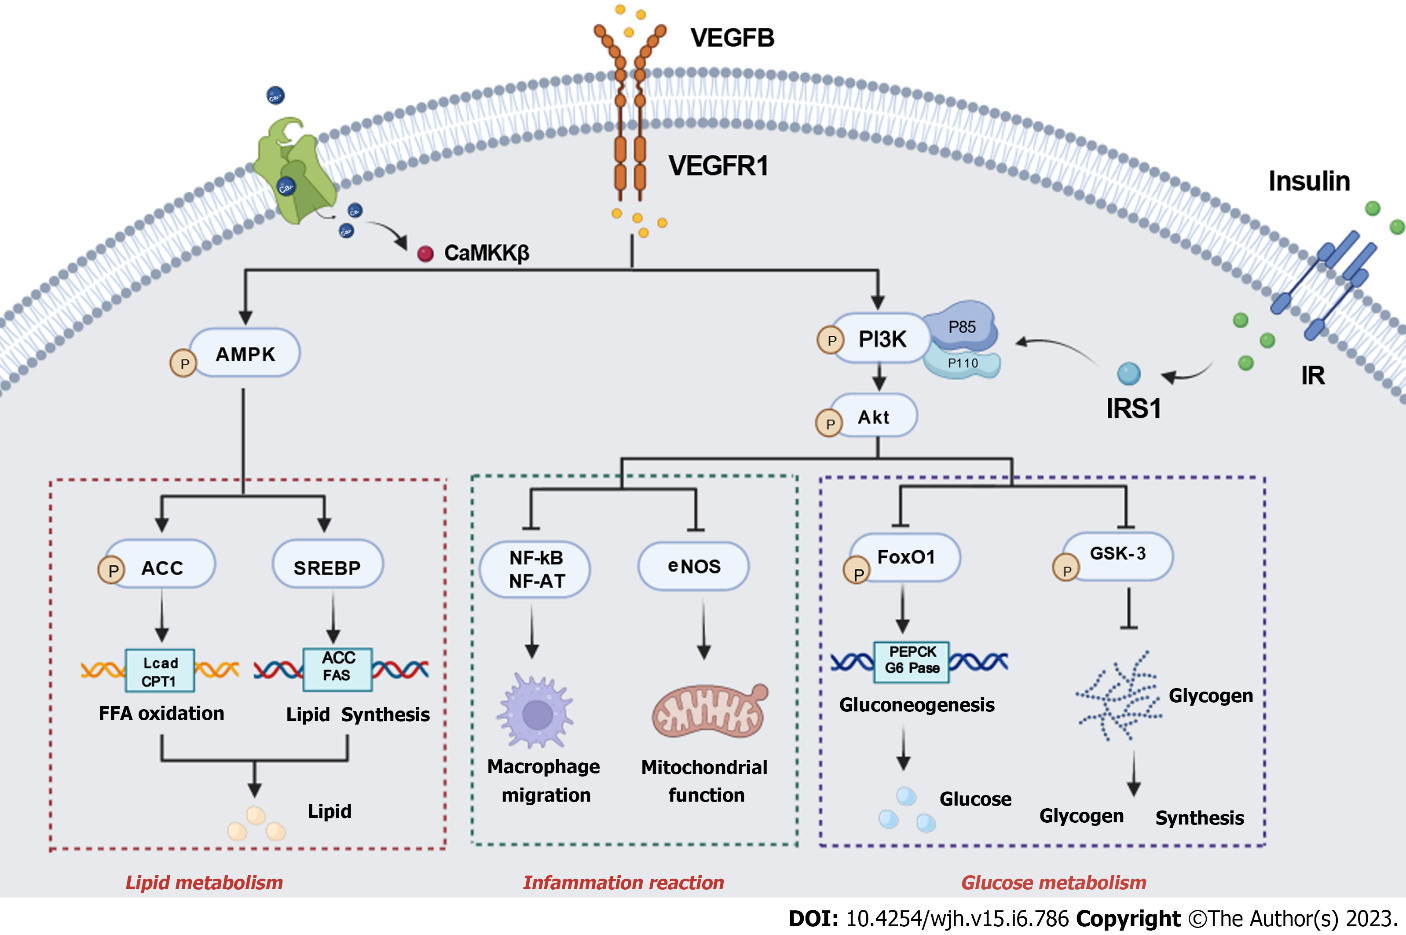 VEGFB
VEGFR1
Insulin
CaMKKβ
IR
IRS1
AMPK
P
PI3K
P
P85
P110
Akt
P
ACC
P
SREBP
NF-kB
NF-AT
eNOS
FoxO1
P
GSK-3
P
Lcad
CPT1
ACC
FAS
PEPCK
G6 Pase
FFA oxidation
Lipid Synthesis
Gluconeogenesis
Glycogen
Macrophage
migration
Mitochondrial
function
Lipid
Glucose
Glycogen Synthesis
Lipid metabolism
Infammation reaction
Glucose metabolism
DOI: 10.4254/wjh.v15.i6.786 Copyright ©The Author(s) 2023.